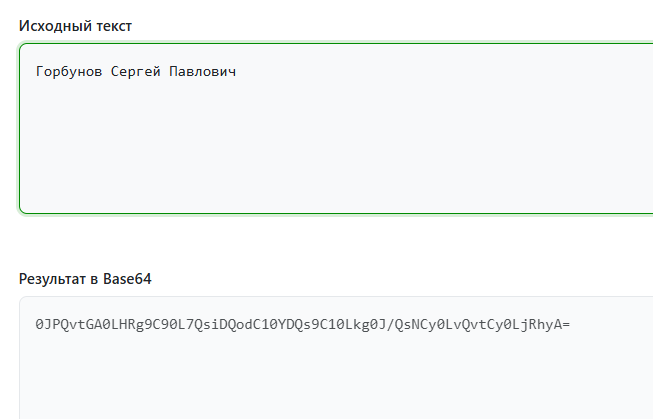 Исходный текст
Горбунов Сергей Павлович
Результат в Base64
0JPQvtGA0LHRg9C90L7QsiDQodC10YDQs9C10Lkg0J/QsNCy0LvQvtCy0LjRhyA=